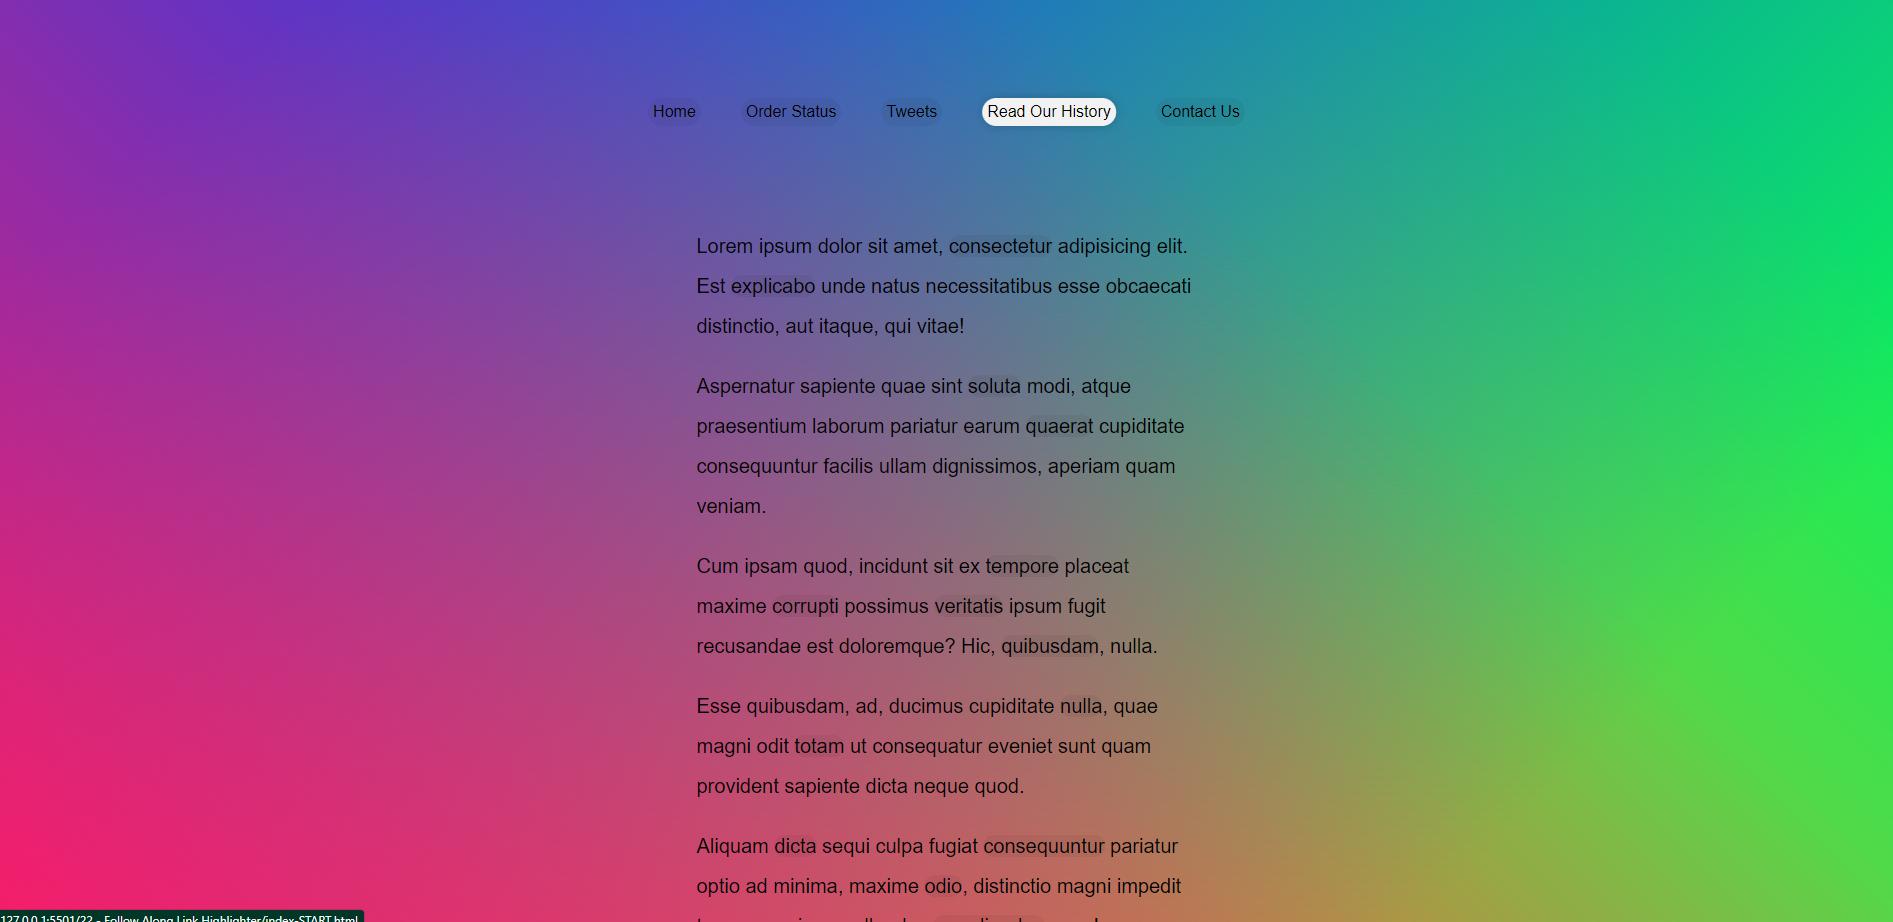 Home Order Status Tweets Read Our History Contact Us
Lorem ipsum dolor sit amet, consectetur adipisicing elit.
Est explicabo unde natus necessitatibus esse obcaecati
distinctio, aut itaque, qui vitae!
Aspernatur sapiente quae sint soluta modi, atque
praesentium laborum pariatur earum quaerat cupiditate
consequuntur facilis ullam dignissimos, aperiam quam
veniam.
Cum ipsam quod, incidunt sit ex tempore placeat
maxime corrupti possimus veritatis ipsum fugit
recusandae est doloremque? Hic, quibusdam, nulla.
Esse quibusdam, ad, ducimus cupiditate nulla, quae
magni odit totam ut consequatur eveniet sunt quam
provident sapiente dicta neque quod.
Aliquam dicta sequi culpa fugiat consequuntur pariatur
optio ad minima, maxime odio, distinctio magni impedit
127.0.0.1:5501/22 - Follow Along Link Highlighter/index-START.html